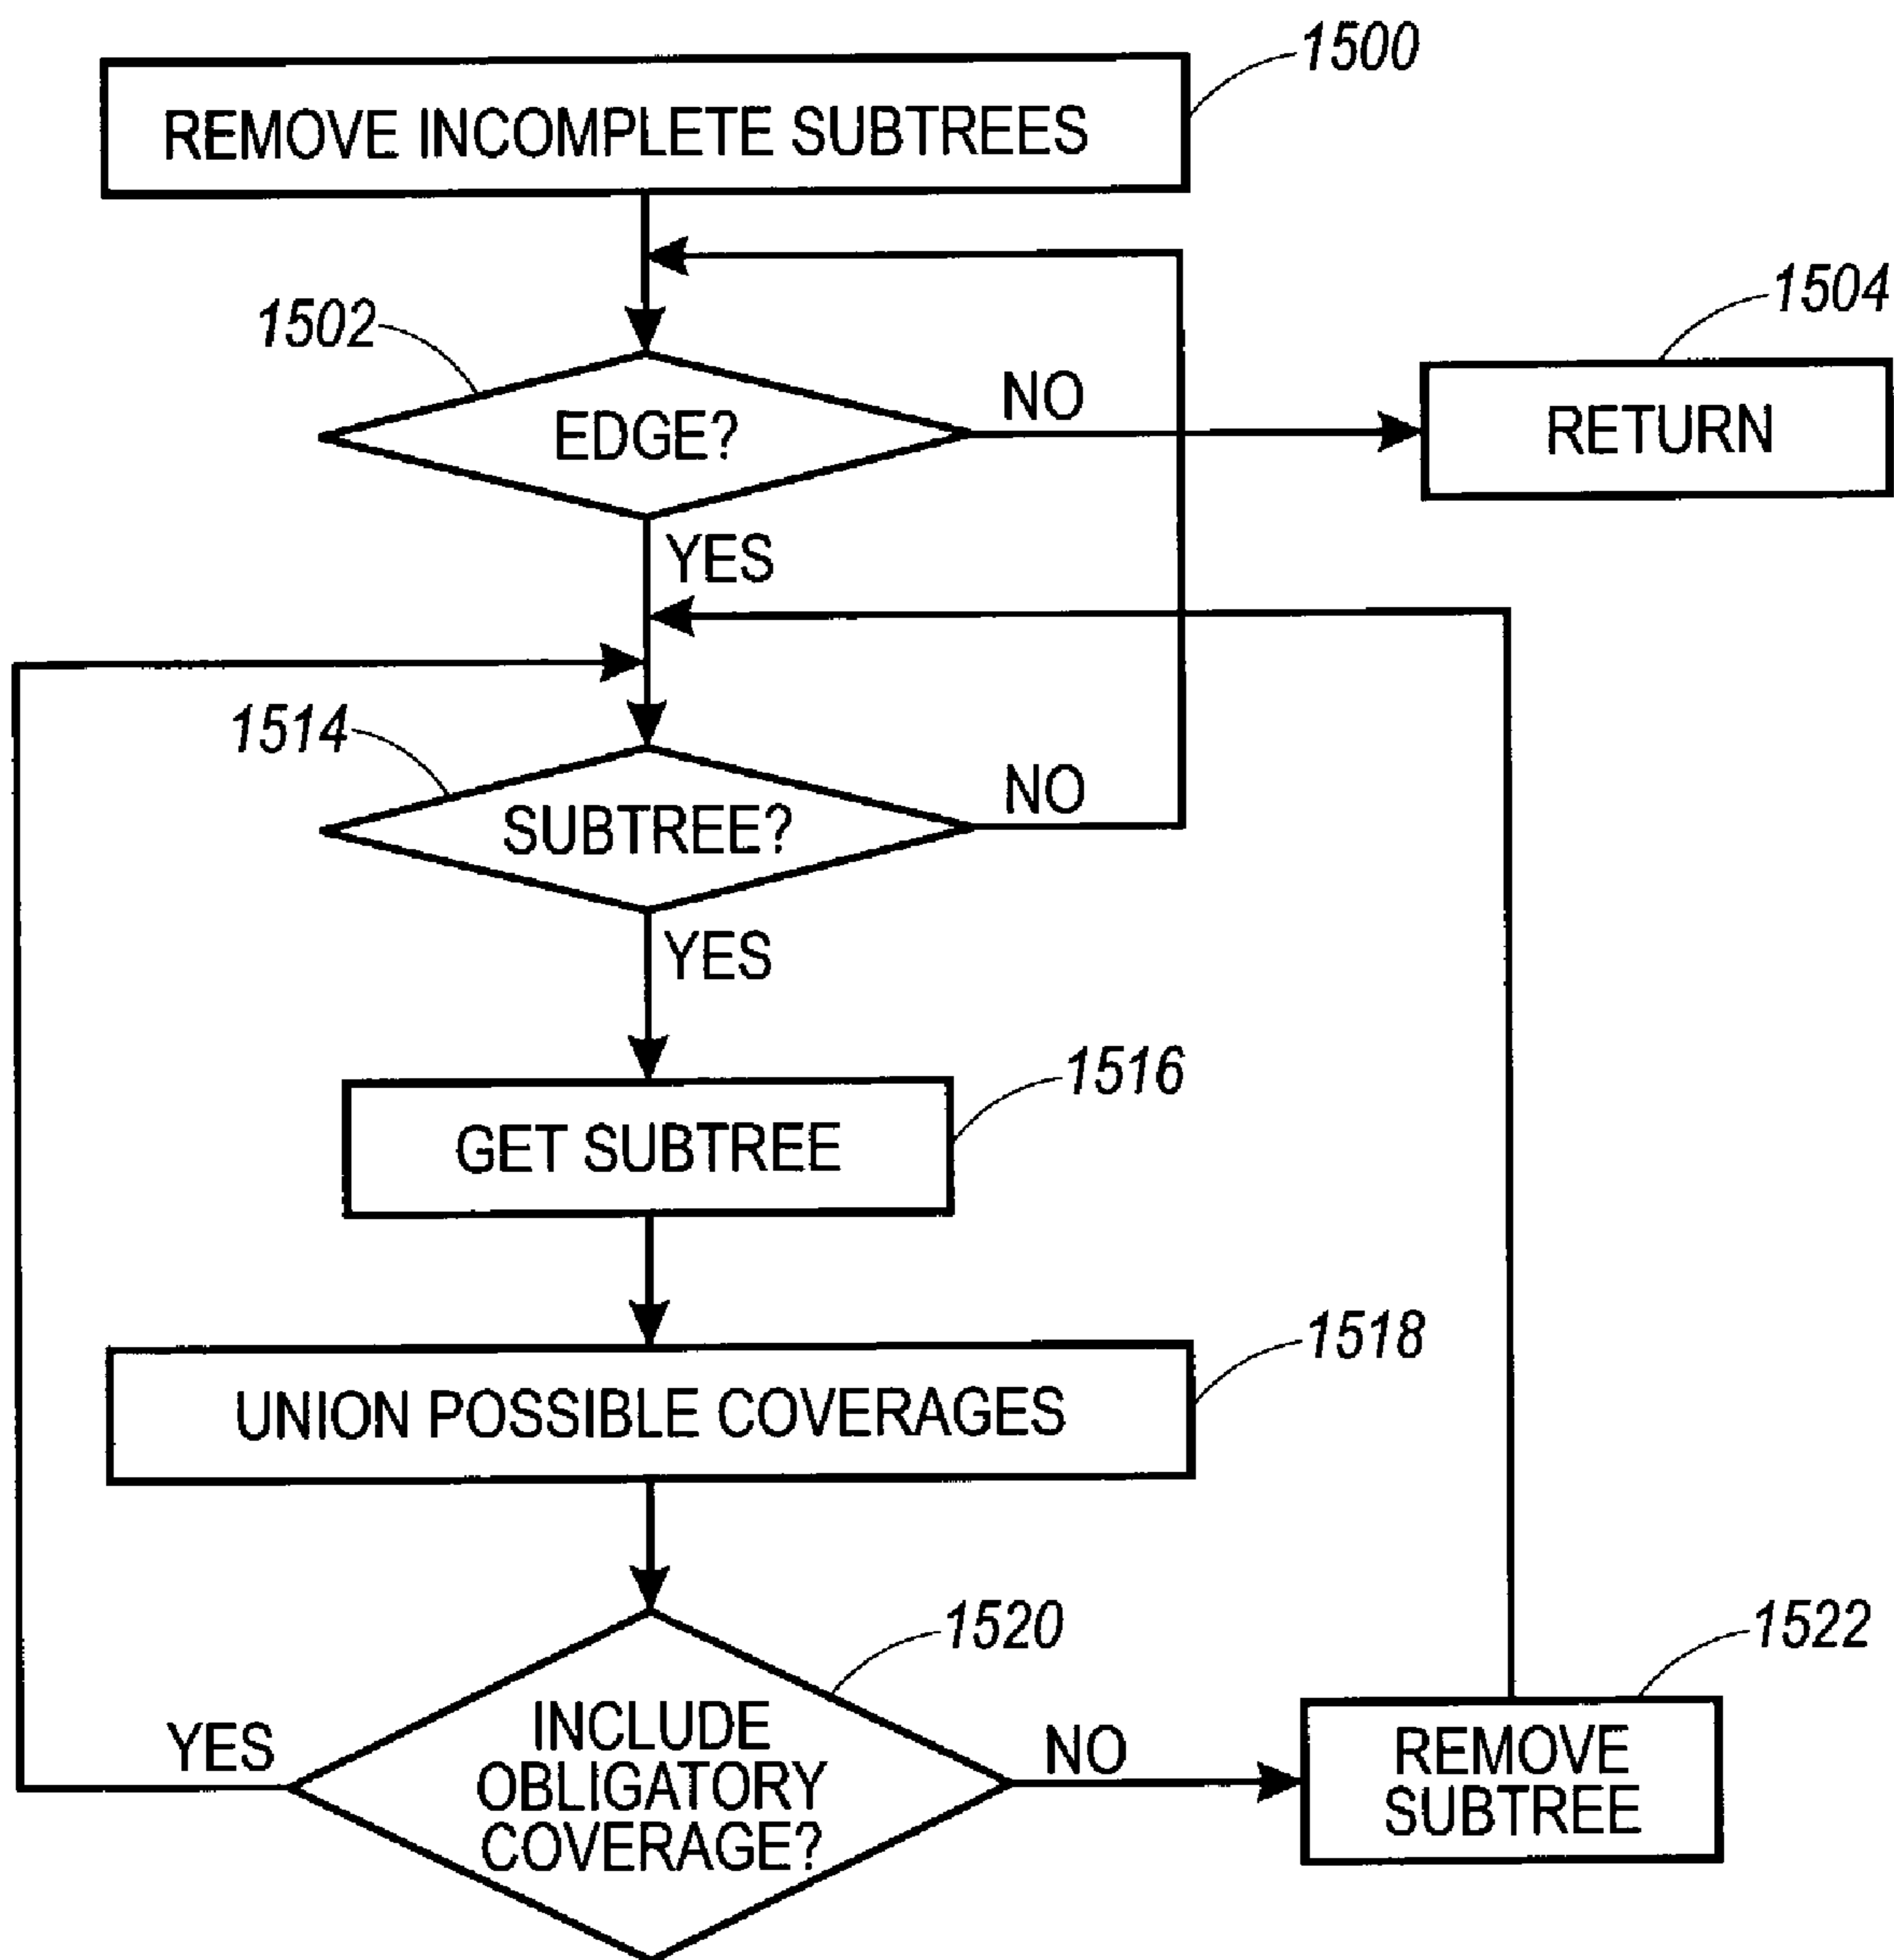 1500
REMOVE INCOMPLETE SUBTREES
1504
1502
NO
EDGE?
RETURN
YES
1514
NO
SUBTREE?
YES
1516
GET SUBTREE
1518
UNION POSSIBLE COVERAGES
1520
1522
INCLUDE
YES
NO
REMOVE
OBLIGATORY
SUBTREE
COVERAGE?